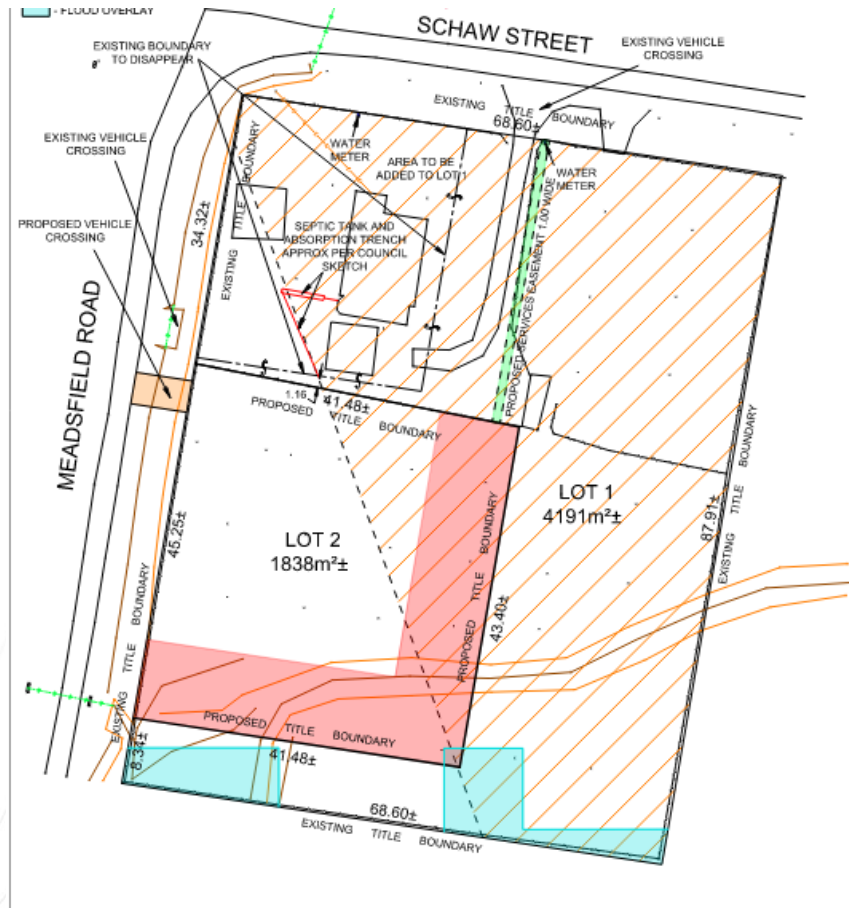 - FLOOD OVERLAY
SCHAW STREET
EXISTING BOUNDARY
TO DISAPPEAR
EXISTING VEHICLE
CROSSING
EXISTING TITLE BOUNDARY
68.60±
WATER
METER
AREA TO BE
ADDED TO LOT 1
WATER
METER
EXISTING VEHICLE
CROSSING
PROPOSED VEHICLE
CROSSING
34.32±
EXISTING TITLE BOUNDARY
SEPTIC TANK AND
ABSORPTION TRENCH
APPROX PER COUNCIL
SKETCH
PROPOSED SERVICES EASEMENT 1.00 WIDE
MEADSFIELD ROAD
1.16
41.48±
PROPOSED TITLE BOUNDARY
LOT 1
4191m²±
LOT 2
1838m²±
45.25±
EXISTING TITLE BOUNDARY
PROPOSED TITLE BOUNDARY
43.40±
87.91±
EXISTING TITLE BOUNDARY
PROPOSED TITLE BOUNDARY
41.48±
8.34±
68.60±
EXISTING TITLE BOUNDARY